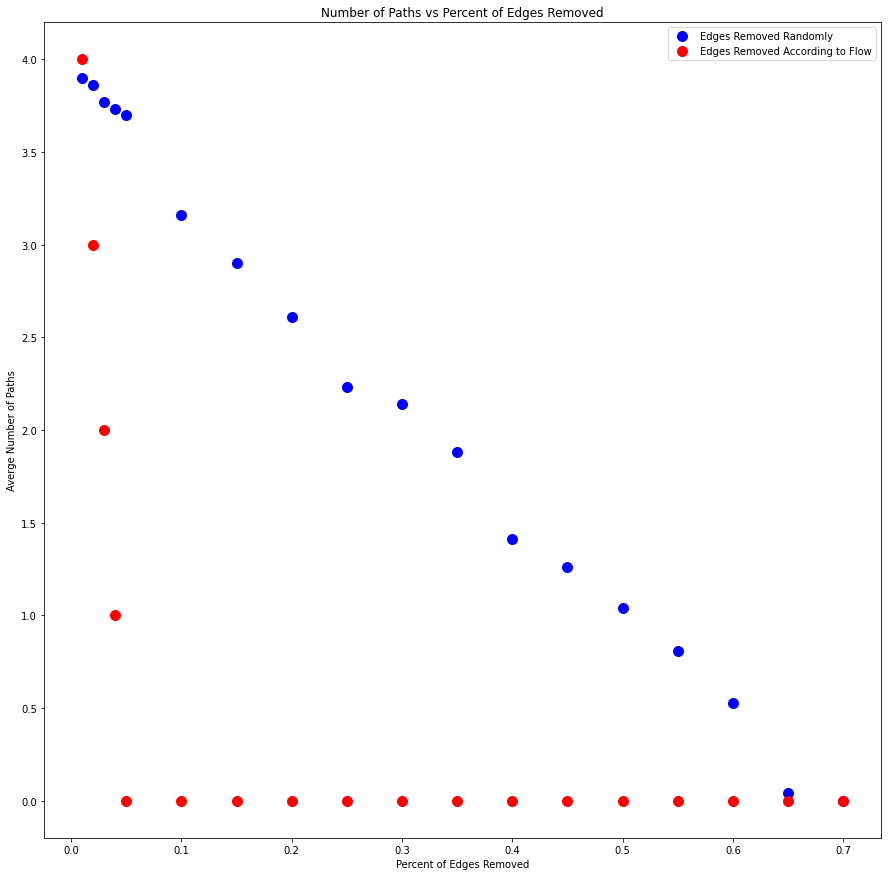 Number of Paths vs Percent of Edges Removed
Edges Removed Randomly
Edges Removed According to Flow
4.0
3.5
3.0
2.5
2.0
1.5
1.0
0.5
0.0
Averge Number of Paths
0.0 0.1 0.2 0.3 0.4 0.5 0.6 0.7
Percent of Edges Removed